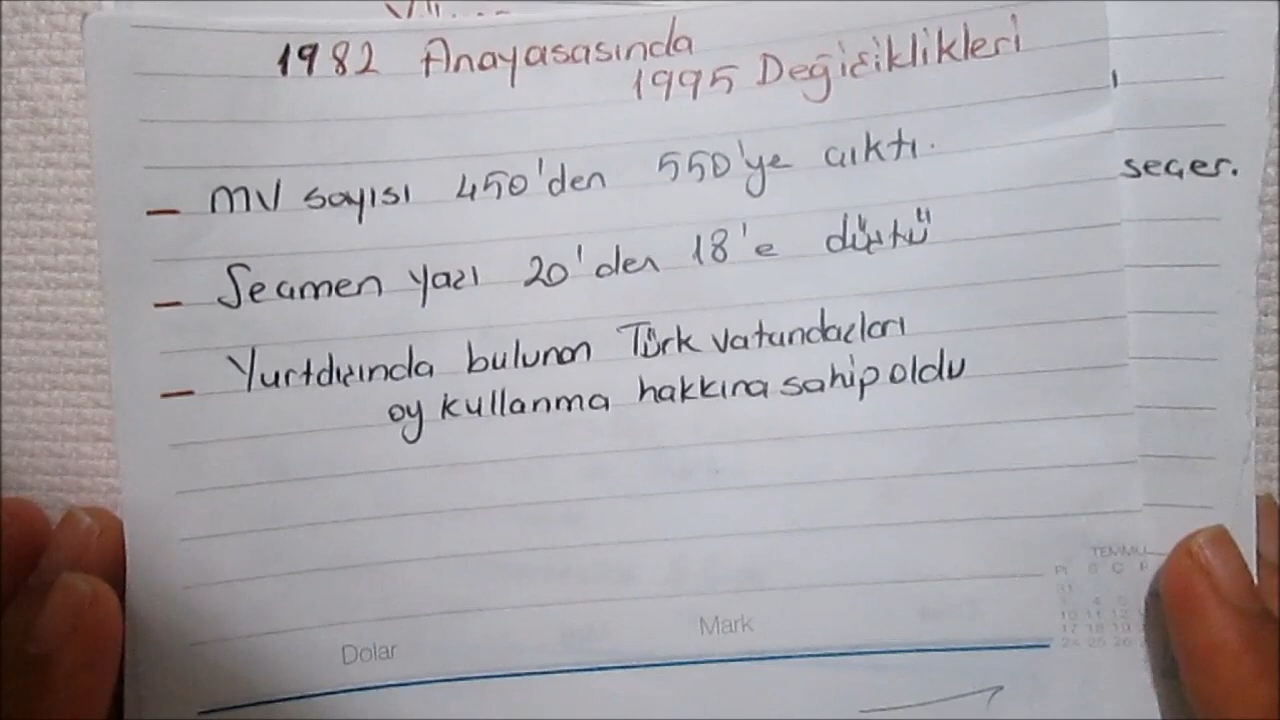 1982 Anayasasında
1995 Değişiklikleri
- MV sayısı 450'den 550'ye çıktı.
- Seçmen yaşı 20'den 18'e düştü
- Yurtdışında bulunan Türk vatandaşları
oy kullanma hakkına sahip oldu
seçer.
Dolar
Mark
TEMMU